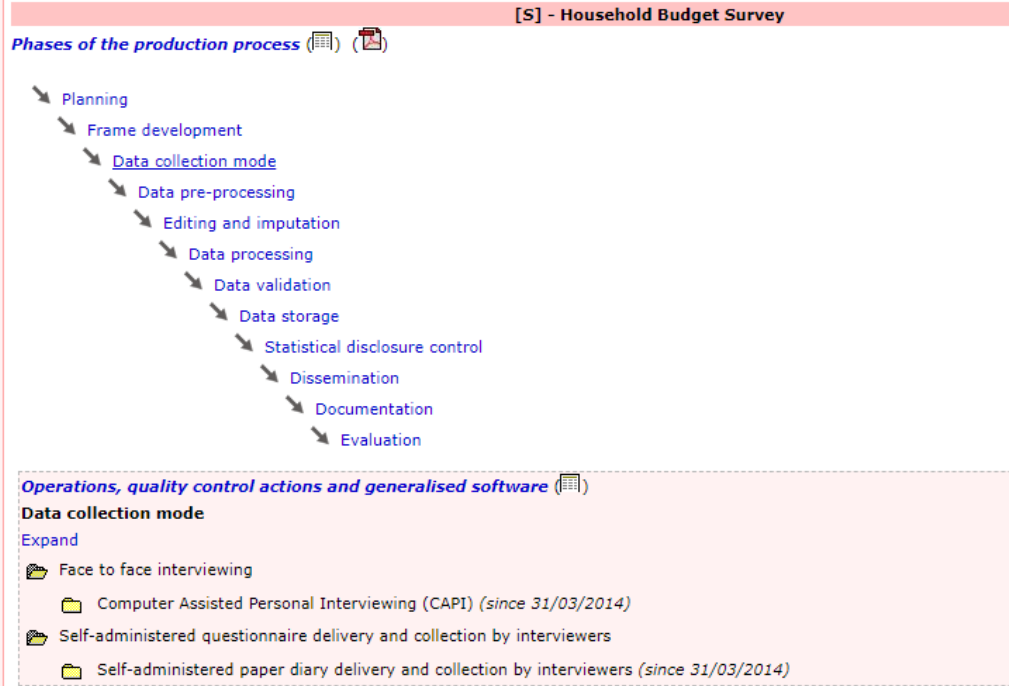 [S] - Household Budget Survey
Phases of the production process () ()
Planning
Frame development
Data collection mode
Data pre-processing
Editing and imputation
Data processing
Data validation
Data storage
Statistical disclosure control
Dissemination
Documentation
Evaluation
Operations, quality control actions and generalised software ()
Data collection mode
Expand
Face to face interviewing
Computer Assisted Personal Interviewing (CAPI) (since 31/03/2014)
Self-administered questionnaire delivery and collection by interviewers
Self-administered paper diary delivery and collection by interviewers (since 31/03/2014)